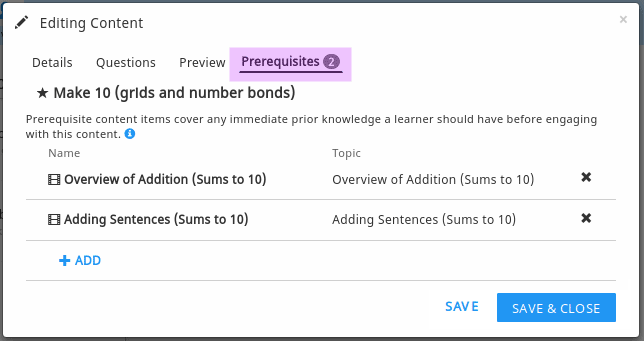 Editing Content
Details Questions Preview Prerequisites 2
Make 10 (grids and number bonds)
Prerequisite content items cover any immediate prior knowledge a learner should have before engaging
with this content.
Name Topic
Overview of Addition (Sums to 10) Overview of Addition (Sums to 10)
Adding Sentences (Sums to 10) Adding Sentences (Sums to 10)
ADD
SAVE SAVE & CLOSE